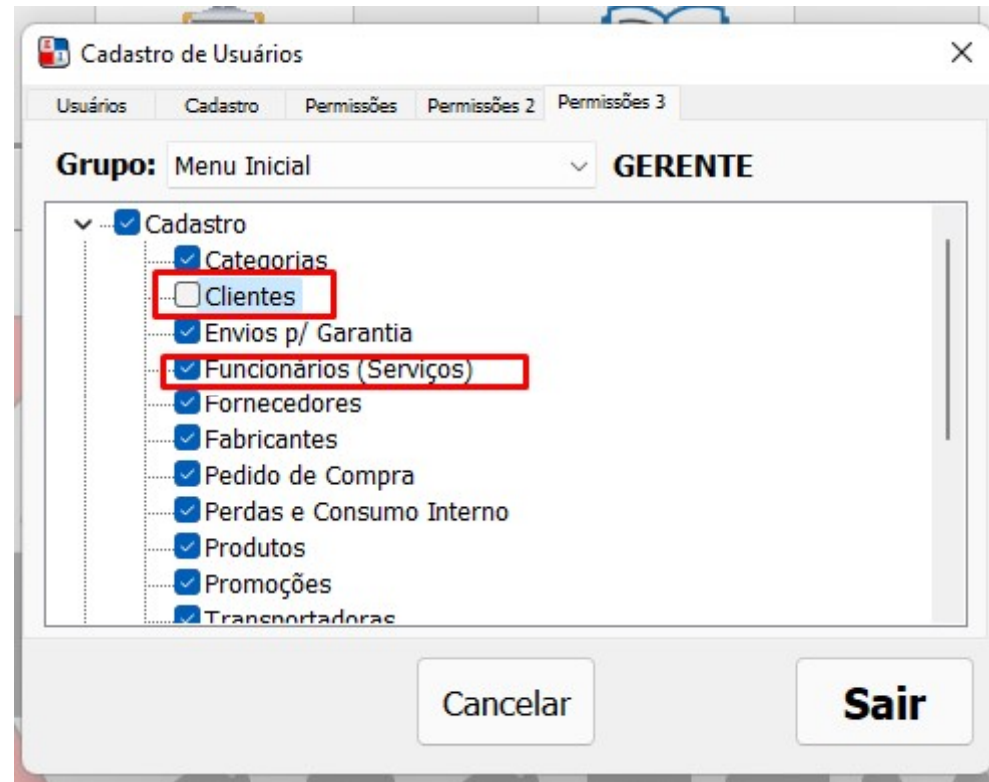 Cadastro de Usuários
Usuários Cadastro Permissões Permissões 2 Permissões 3
Grupo: Menu Inicial GERENTE
Cadastro
Categorias
Clientes
Envios p/ Garantia
Funcionários (Serviços)
Fornecedores
Fabricantes
Pedido de Compra
Perdas e Consumo Interno
Produtos
Promoções
Transportadoras
Cancelar Sair